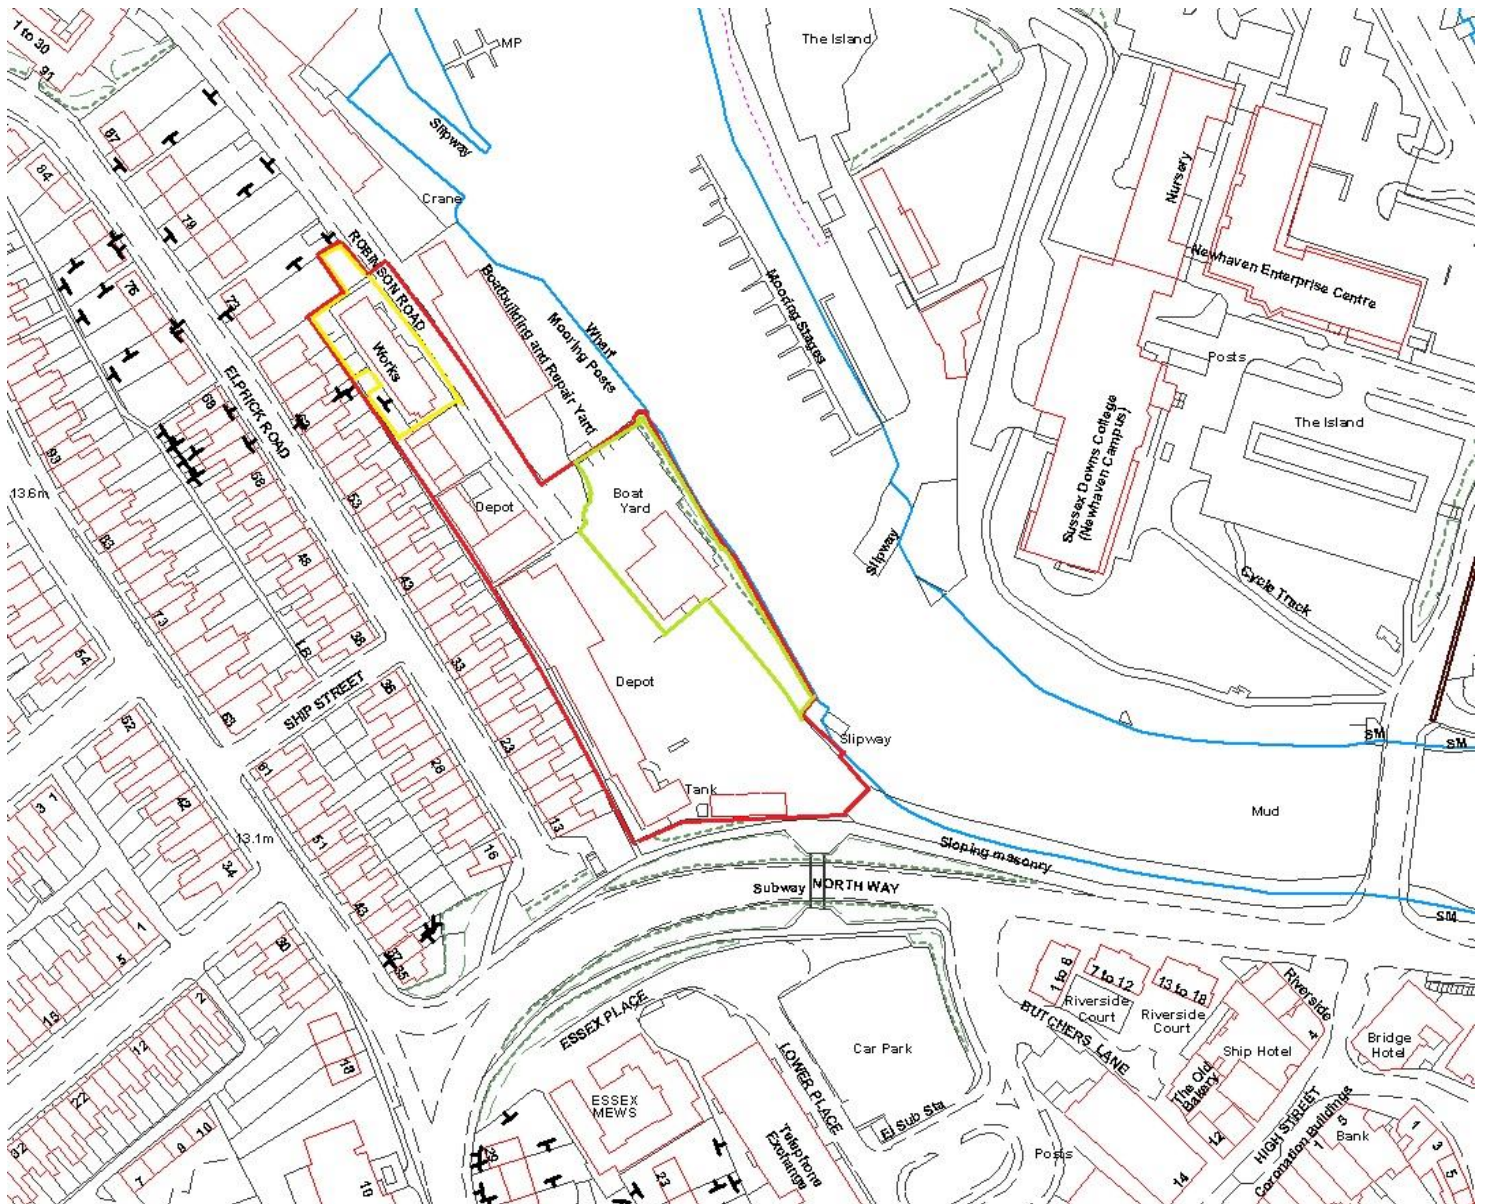 1 to 30
91
MP
The Island
Slipway
87
Nursery
84
Crane
79
ROBINSON ROAD
Newhaven Enterprise Centre
Boatbuilding and Repair Yard
Mooring Stages
76
73
Wharf
Mooring Posts
Works
Posts
ELPHICK ROAD
68
63
The Island
Sussex Downs College
(Newhaven Campus)
93
58
13.6m
53
Boat
Yard
Depot
83
48
Slipway
43
Cycle Track
73
38
54
LB
33
Depot
SHIP STREET
36
63
52
23
Slipway
SM
SM
61
28
3
1
42
Tank
13
Mud
13.1m
51
16
34
Sloping masonry
Subway
NORTH WAY
43
SM
1
5
30
37
35
2
1 to 6
7 to 12
13 to 18
Riverside
Court
Riverside
Court
Riverside
4
15
ESSEX PLACE
BUTCHERS LANE
12
18
Car Park
Ship Hotel
Bridge
Hotel
LOWER PLACE
The Old
Bakery
22
ESSEX
MEWS
El Sub Sta
HIGH STREET
Coronation Buildings
5
1
Bank
1
3
5
32
10
8
7
Telephone
Exchange
12
Posts
23
14
10